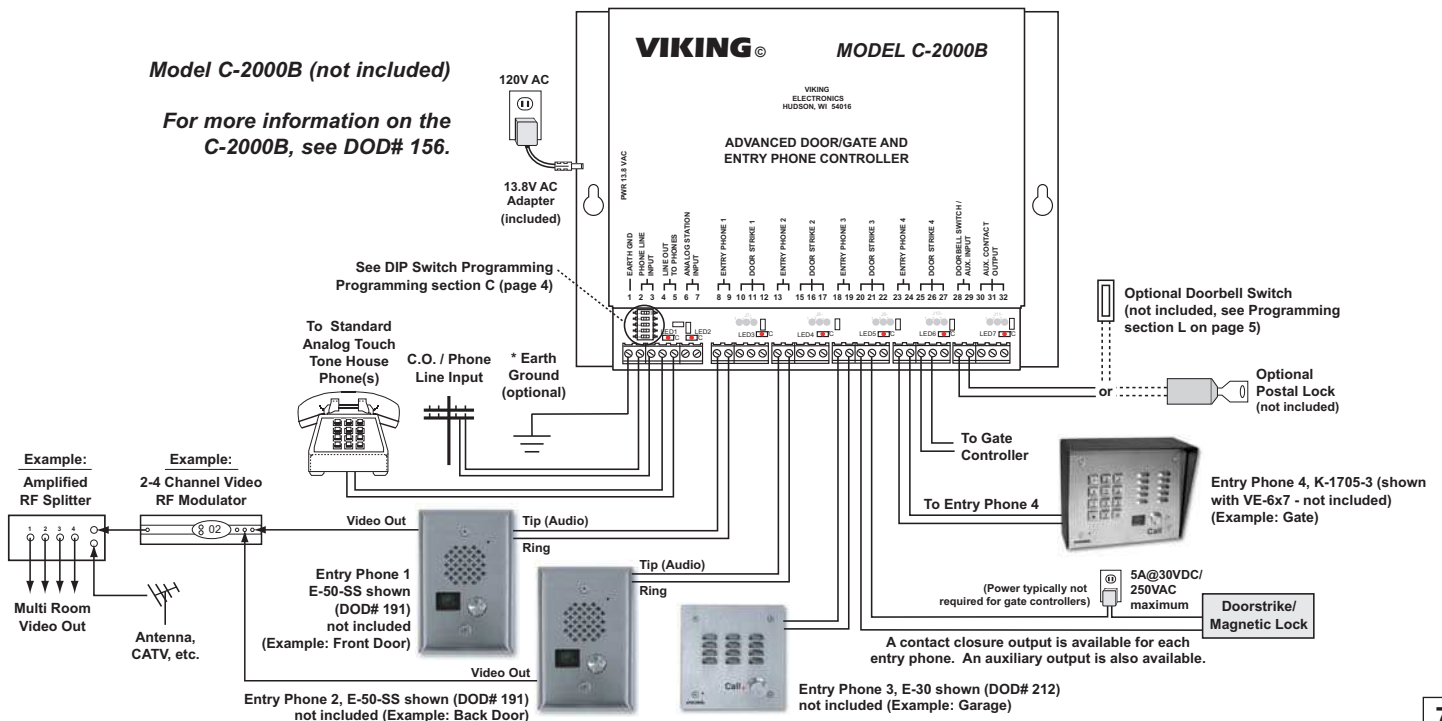 VIKING ©
MODEL C-2000B
Model C-2000B (not included)
For more information on the
C-2000B, see DOD# 156.
120V AC
13.8V AC
Adapter
(included)
VIKING
ELECTRONICS
HUDSON, WI 54016
ADVANCED DOOR/GATE AND
ENTRY PHONE CONTROLLER
PWR 13.8 VAC
EARTH GND
PHONE LINE
INPUT
LINE OUT
TO PHONES
ANALOG STATION
INPUT
ENTRY PHONE 1
DOOR STRIKE 1
ENTRY PHONE 2
DOOR STRIKE 2
ENTRY PHONE 3
DOOR STRIKE 3
ENTRY PHONE 4
DOOR STRIKE 4
DOORBELL SWITCH /
AUX. INPUT
AUX. CONTACT
OUTPUT
1 2 3 4 5 6 7 8 9 10 11 12 13 15 16 17 18 19 20 21 22 23 24 25 26 27 28 29 30 31 32
LED1 C LED2 C LED3 C LED4 C LED5 C LED6 C LED7 C
See DIP Switch Programming
Programming section C (page 4)
To Standard
Analog Touch
Tone House
Phone(s)
C.O. / Phone
Line Input
* Earth
Ground
(optional)
Optional Doorbell Switch
(not included, see Programming
section L on page 5)
or
Optional
Postal Lock
(not included)
To Gate
Controller
To Entry Phone 4
Entry Phone 4, K-1705-3 (shown
with VE-6x7 - not included)
(Example: Gate)
Call
Example:
Amplified
RF Splitter
1 2 3 4
Example:
2-4 Channel Video
RF Modulator
02
Multi Room
Video Out
Antenna,
CATV, etc.
Video Out
Tip (Audio)
Ring
Entry Phone 1
E-50-SS shown
(DOD# 191)
not included
(Example: Front Door)
Tip (Audio)
Ring
Video Out
Entry Phone 2, E-50-SS shown (DOD# 191)
not included (Example: Back Door)
Call
VIKING
Entry Phone 3, E-30 shown (DOD# 212)
not included (Example: Garage)
(Power typically not
required for gate controllers)
5A@30VDC/
250VAC
maximum
Doorstrike/
Magnetic Lock
A contact closure output is available for each
entry phone. An auxiliary output is also available.
7